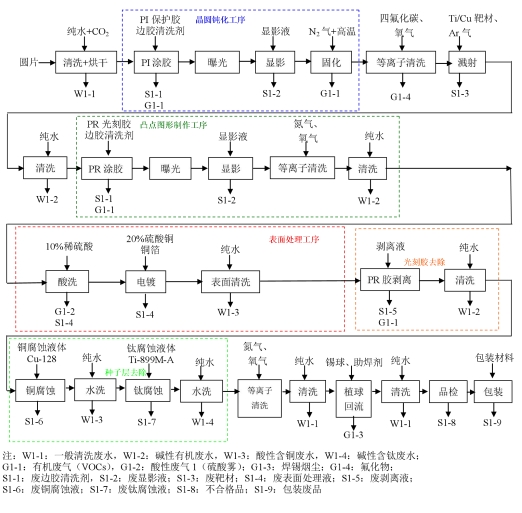 PI 保护胶
边胶清洗剂
晶圆钝化工序
纯水+CO2
显影液
N2 气+高温
四氟化碳、
氧气
Ti/Cu 靶材、
Ar 气
圆片
清洗+烘干
PI 涂胶
曝光
显影
固化
等离子清洗
溅射
W1-1
S1-1
G1-1
S1-2
G1-1
G1-4
S1-3
PR 光刻胶
边胶清洗剂
凸点图形制作工序
纯水
显影液
氮气、
氧气
纯水
清洗
PR 涂胶
曝光
显影
等离子清洗
清洗
W1-2
S1-1
G1-1
S1-2
W1-2
10%稀硫酸
20%硫酸铜
铜箔
纯水
表面处理工序
剥离液
纯水
光刻胶去除
酸洗
电镀
表面清洗
PR 胶剥离
清洗
G1-2
S1-4
S1-4
W1-3
S1-5
G1-1
W1-2
铜腐蚀液体
Cu-128
纯水
钛腐蚀液体
Ti-899M-A
种子层去除
纯水
氮气、
氧气
纯水
锡球、助焊剂
纯水
包装材料
铜腐蚀
水洗
钛腐蚀
水洗
等离子
清洗
清洗
植球
回流
清洗
品检
包装
S1-6
W1-3
S1-7
W1-4
W1-1
G1-3
W1-1
S1-8
S1-9
注：W1-1：一般清洗废水，W1-2：碱性有机废水，W1-3：酸性含铜废水，W1-4：碱性含钛废水；
G1-1：有机废气（VOCs），G1-2：酸性废气 1（硫酸雾）；G1-3：焊锡烟尘；G1-4：氟化物；
S1-1：废边胶清洗剂，S1-2：废显影液；S1-3：废靶材；S1-4：废表面处理液；S1-5：废剥离液；
S1-6：废铜腐蚀液；S1-7：废钛腐蚀液；S1-8：不合格品；S1-9：包装废品